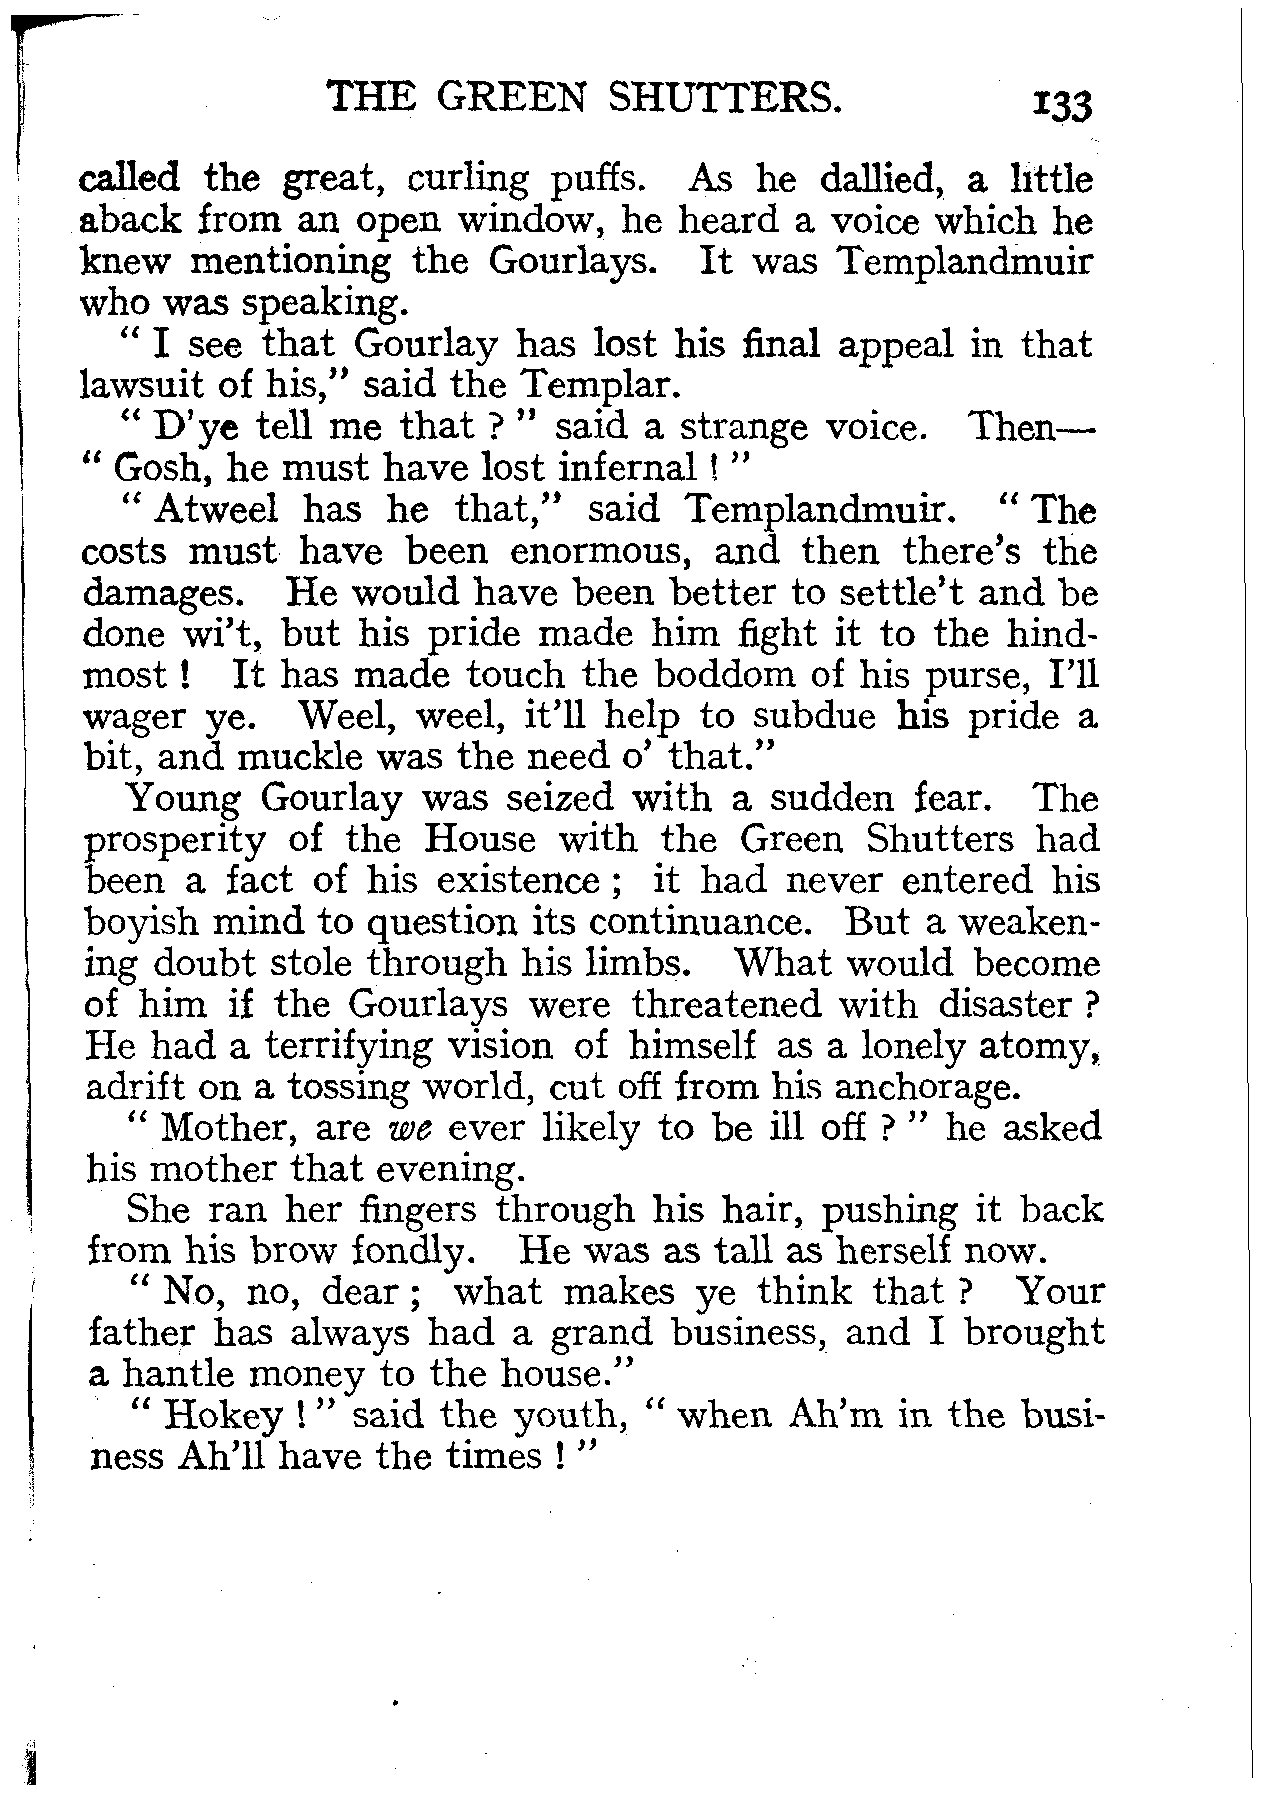 THE GREEN SHUTTERS. 133
called the great, curling puffs. As he dallied, a little
aback from an open window, he heard a voice which he
knew mentioning the Gourlays. It was Templandmuir
who was speaking.
“ I see that Gourlay has lost his final appeal in that
lawsuit of his,” said the Templar.
“ D'ye tell me that ? ” said a strange voice. Then—
“ Gosh, he must have lost infernal ! ”
“ Atweel has he that,” said Templandmuir. “ The
costs must have been enormous, and then there's the
damages. He would have been better to settle't and be
done wi't, but his pride made him fight it to the hind-
most ! It has made touch the boddom of his purse, I'll
wager ye. Weel, weel, it'll help to subdue his pride a
bit, and muckle was the need o' that.”
Young Gourlay was seized with a sudden fear. The
prosperity of the House with the Green Shutters had
been a fact of his existence ; it had never entered his
boyish mind to question its continuance. But a weaken-
ing doubt stole through his limbs. What would become
of him if the Gourlays were threatened with disaster ?
He had a terrifying vision of himself as a lonely atomy,
adrift on a tossing world, cut off from his anchorage.
“ Mother, are we ever likely to be ill off ? ” he asked
his mother that evening.
She ran her fingers through his hair, pushing it back
from his brow fondly. He was as tall as herself now.
“ No, no, dear ; what makes ye think that ? Your
father has always had a grand business, and I brought
a hantle money to the house.”
“ Hokey ! ” said the youth, “ when Ah'm in the busi-
ness Ah'll have the times ! ”